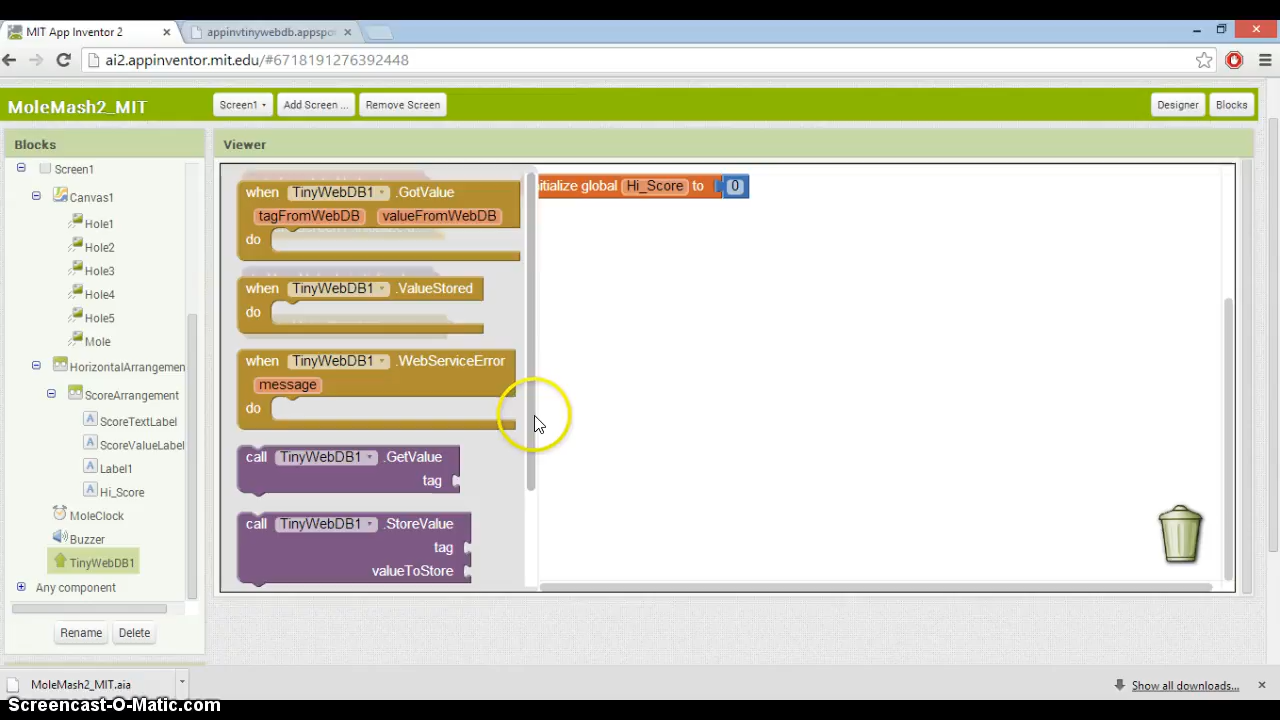 MIT App Inventor 2
appinvtinywebdb.appspo
ai2.appinventor.mit.edu/#6718191276392448
MoleMash2_MIT
Screen1
Add Screen ...
Remove Screen
Designer
Blocks
Blocks
Viewer
Screen1
Canvas1
Hole1
Hole2
Hole3
Hole4
Hole5
Mole
HorizontalArrangemen
ScoreArrangement
A ScoreTextLabel
A ScoreValueLabel
A Label1
A Hi_Score
MoleClock
Buzzer
TinyWebDB1
Any component
Rename
Delete
when TinyWebDB1 .GotValue
tagFromWebDB valueFromWebDB
do
when TinyWebDB1 .ValueStored
do
when TinyWebDB1 .WebServiceError
message
do
call TinyWebDB1 .GetValue
tag
call TinyWebDB1 .StoreValue
tag
valueToStore
itialize global Hi_Score to 0
MoleMash2_MIT.aia
Show all downloads...
Screencast-O-Matic.com